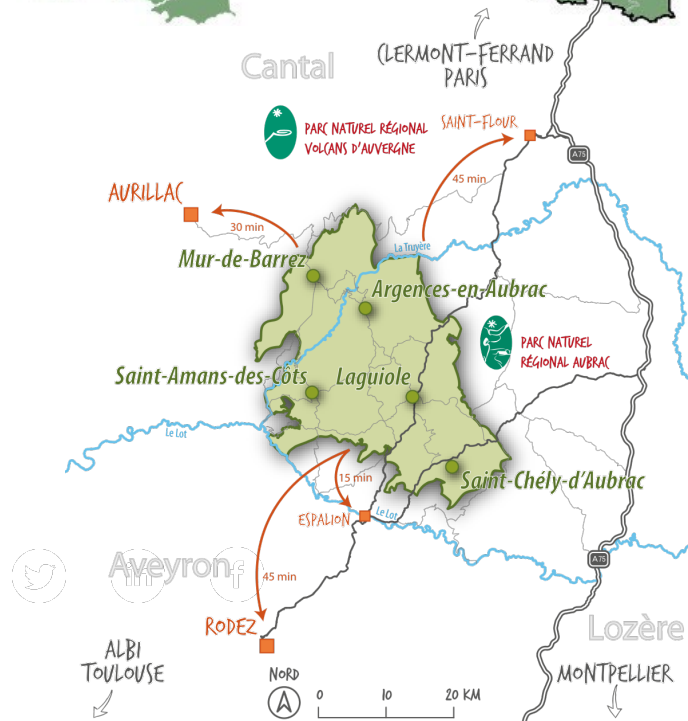 Cantal
CLERMONT-FERRAND
PARIS
PARC NATUREL RÉGIONAL
VOLCANS D'AUVERGNE
SAINT-FLOUR
A75
45 min
AURILLAC
30 min
La Truyère
Mur-de-Barrez
Argences-en-Aubrac
PARC NATUREL
RÉGIONAL AUBRAC
Saint-Amans-des-Côts
Laguiole
Le Lot
15 min
Saint-Chély-d'Aubrac
ESPALION
Le Lot
A75
Aveyron
in
f
45 min
RODEZ
Lozère
ALBI
TOULOUSE
NORD
MONTPELLIER
0 10 20 KM